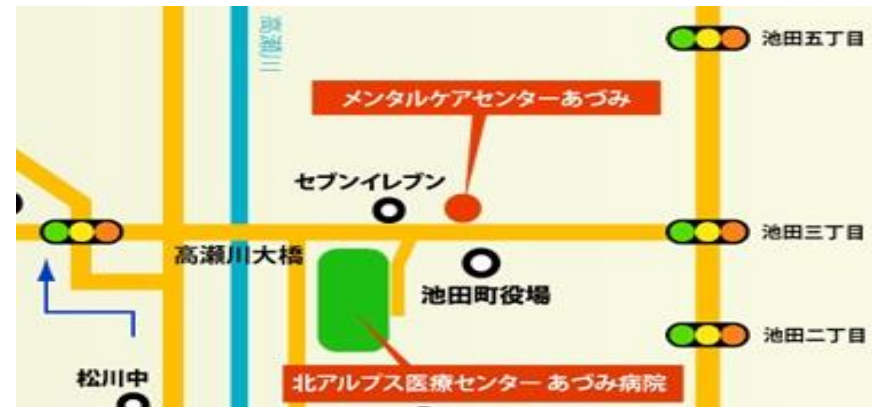 高瀬川
池田五丁目
メンタルケアセンターあづみ
セブンイレブン
池田三丁目
高瀬川大橋
池田町役場
池田二丁目
松川中
北アルプス医療センター あづみ病院